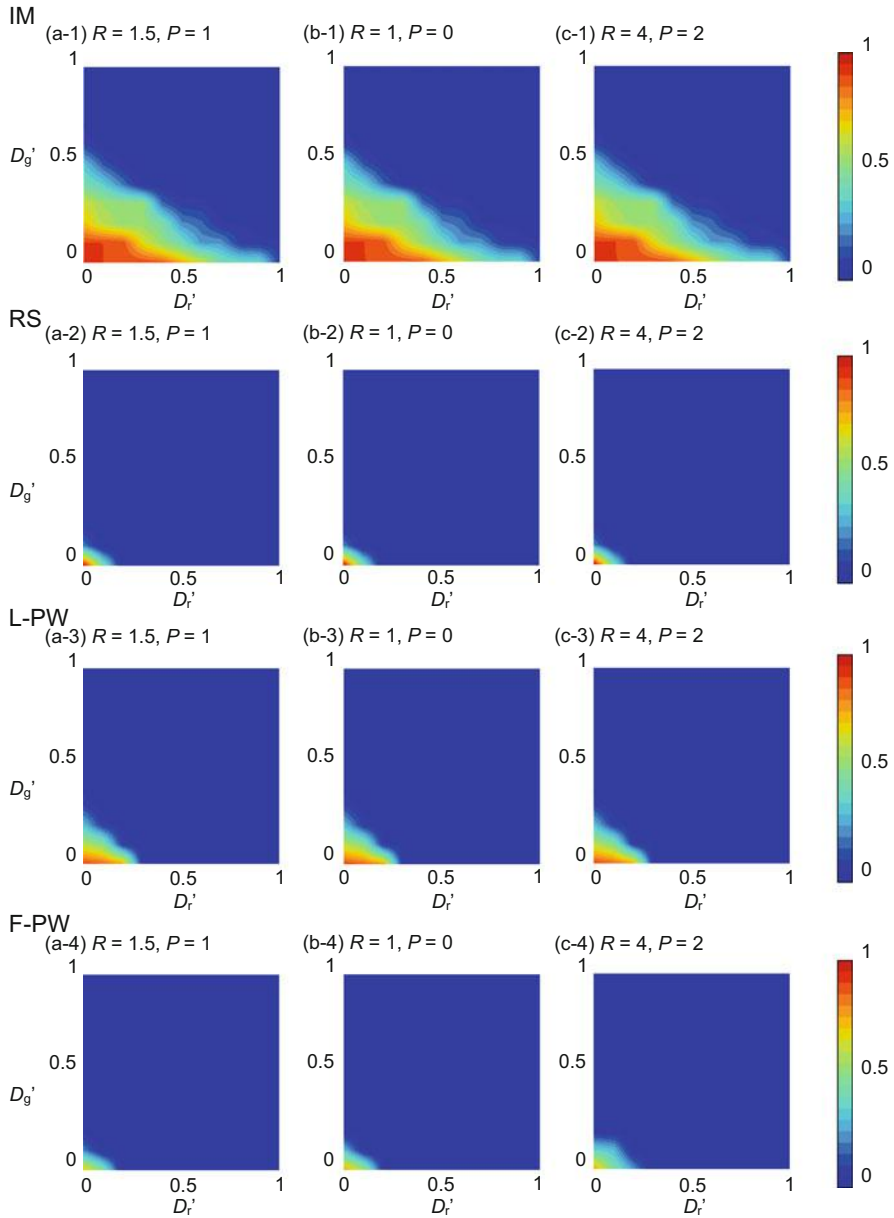 IM
(a-1) R = 1.5, P = 1
(b-1) R = 1, P = 0
(c-1) R = 4, P = 2
1
1
1
1
Dg'
0.5
0.5
0.5
0.5
0
0
0
0
0
0.5
1
0
0.5
1
0
0.5
1
Dr'
Dr'
Dr'
RS
(a-2) R = 1.5, P = 1
(b-2) R = 1, P = 0
(c-2) R = 4, P = 2
1
1
1
1
0.5
0.5
0.5
0.5
Dg'
0
0
0
0
0
0.5
1
0
0.5
1
0
0.5
1
Dr'
Dr'
Dr'
L-PW
(a-3) R = 1.5, P = 1
(b-3) R = 1, P = 0
(c-3) R = 4, P = 2
1
1
1
1
0.5
0.5
0.5
0.5
Dg'
0
0
0
0
0
0.5
1
0
0.5
1
0
0.5
1
Dr'
Dr'
Dr'
F-PW
(a-4) R = 1.5, P = 1
(b-4) R = 1, P = 0
(c-4) R = 4, P = 2
1
1
1
1
0.5
0.5
0.5
0.5
Dg'
0
0
0
0
0
0.5
1
0
0.5
1
0
0.5
1
Dr'
Dr'
Dr'